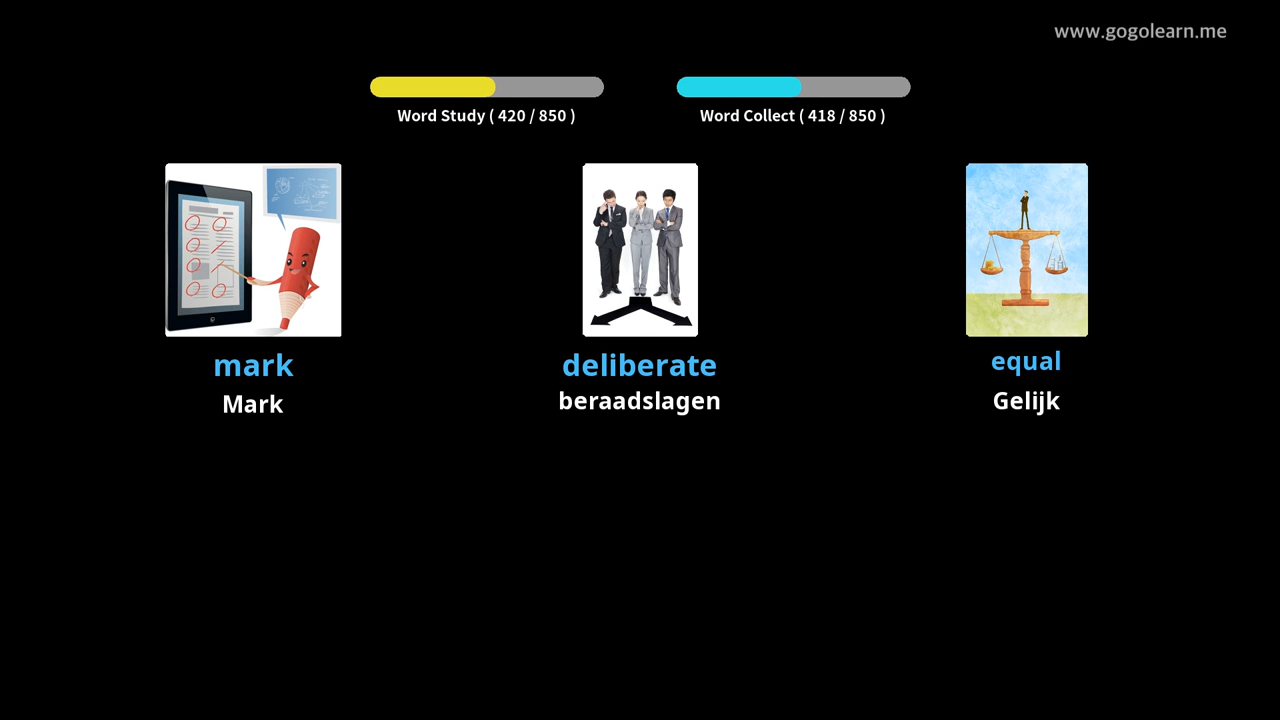 www.gogolearn.me
Word Study ( 420 / 850 )
Word Collect ( 418 / 850 )
mark
Mark
deliberate
beraadslagen
equal
Gelijk